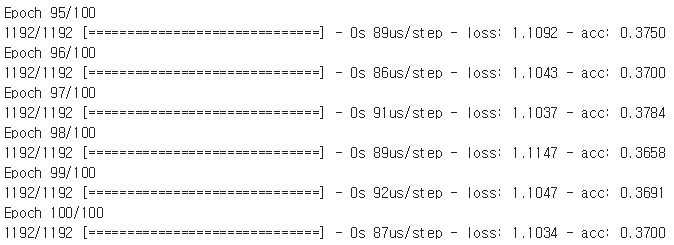 Epoch 95/100
1192/1192 [==============================] - 0s 89us/step - loss: 1.1092 - acc: 0.3750
Epoch 96/100
1192/1192 [==============================] - 0s 86us/step - loss: 1.1043 - acc: 0.3700
Epoch 97/100
1192/1192 [==============================] - 0s 91us/step - loss: 1.1037 - acc: 0.3784
Epoch 98/100
1192/1192 [==============================] - 0s 89us/step - loss: 1.1147 - acc: 0.3658
Epoch 99/100
1192/1192 [==============================] - 0s 92us/step - loss: 1.1047 - acc: 0.3691
Epoch 100/100
1192/1192 [==============================] - 0s 87us/step - loss: 1.1034 - acc: 0.3700